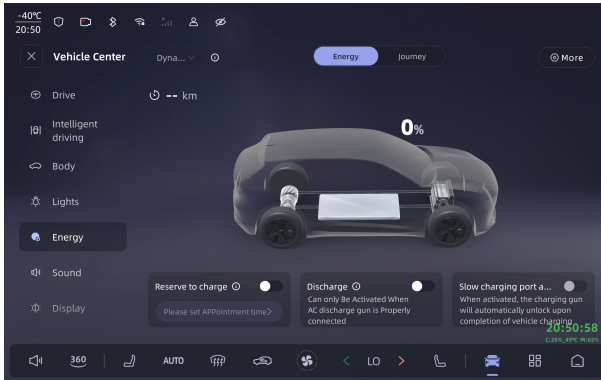 -40℃
20:50
Vehicle Center
Dyna...
Energy
Journey
More
Drive
-- km
Intelligent
driving
0%
Body
Lights
Energy
Sound
Display
Reserve to charge
Please set APPointment time>
Discharge
Can only Be Activated When
AC discharge gun is Properly
connected
Slow charging port a...
When activated, the charging gun
will automatically unlock upon
completion of vehicle charging
20:50:58
C:26%_49℃ M:65%
360
AUTO
< LO >